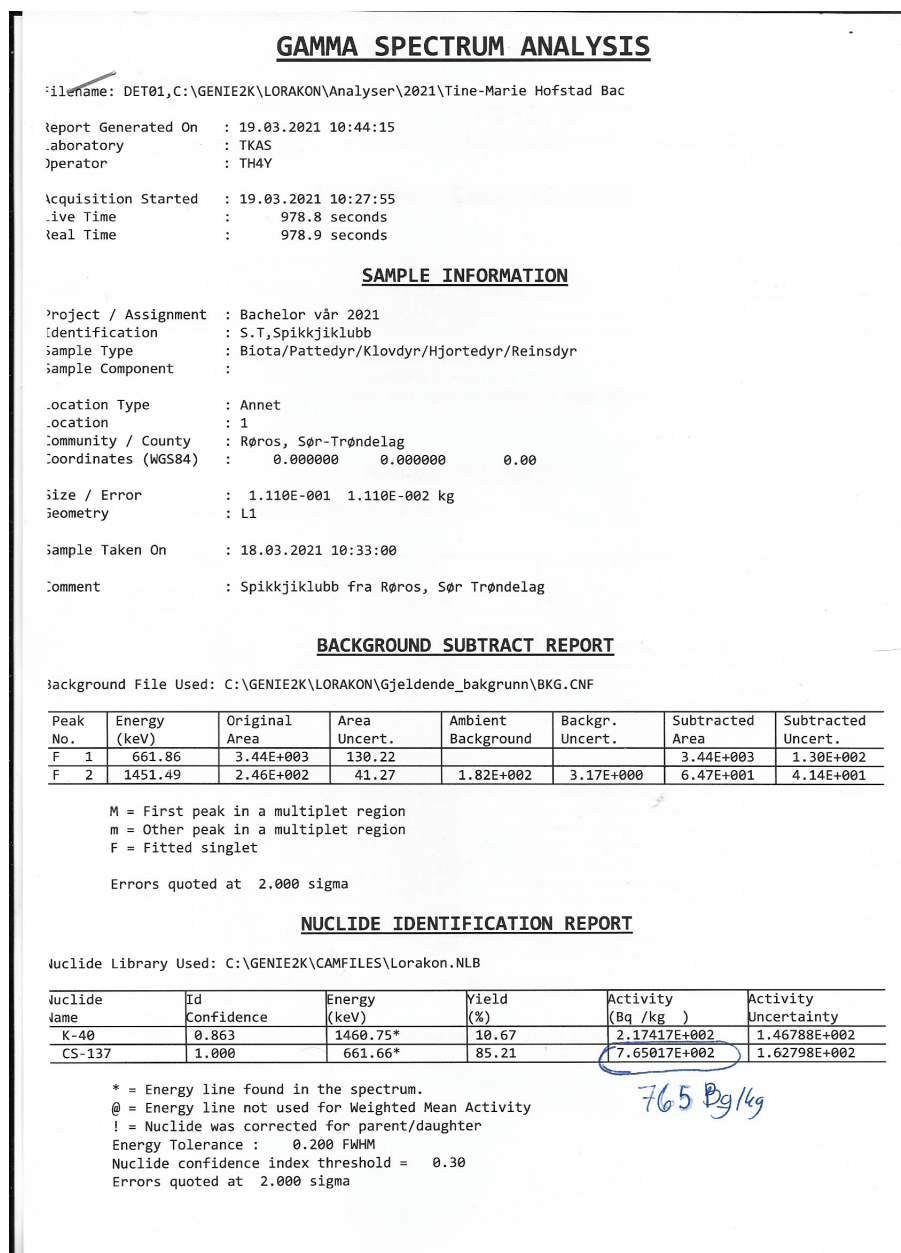 GAMMA SPECTRUM ANALYSIS
Filename: DET01,C:\GENIE2K\LORAKON\Analyser\2021\Tine-Marie Hofstad Bac
Report Generated On : 19.03.2021 10:44:15
Laboratory : TKAS
Operator : TH4Y
Acquisition Started : 19.03.2021 10:27:55
Live Time : 978.8 seconds
Real Time : 978.9 seconds
SAMPLE INFORMATION
Project / Assignment : Bachelor vår 2021
Identification : S.T,Spikkjiklubb
Sample Type : Biota/Pattedyr/Klovdyr/Hjortedyr/Reinsdyr
Sample Component :
Location Type : Annet
Location : 1
Community / County : Røros, Sør-Trøndelag
Coordinates (WGS84) : 0.000000 0.000000 0.00
Size / Error : 1.110E-001 1.110E-002 kg
Geometry : L1
Sample Taken On : 18.03.2021 10:33:00
Comment : Spikkjiklubb fra Røros, Sør Trøndelag
BACKGROUND SUBTRACT REPORT
Background File Used: C:\GENIE2K\LORAKON\Gjeldende_bakgrunn\BKG.CNF
Peak Energy Original Area Ambient Backgr. Subtracted Subtracted
No. (keV) Area Uncert. Background Uncert. Area Uncert.
F 1 661.86 3.44E+003 130.22 3.44E+003 1.30E+002
F 2 1451.49 2.46E+002 41.27 1.82E+002 3.17E+000 6.47E+001 4.14E+001
M = First peak in a multiplet region
m = Other peak in a multiplet region
F = Fitted singlet
Errors quoted at 2.000 sigma
NUCLIDE IDENTIFICATION REPORT
Nuclide Library Used: C:\GENIE2K\CAMFILES\Lorakon.NLB
Nuclide Id Energy Yield Activity Activity
Name Confidence (keV) (%) (Bq /kg ) Uncertainty
K-40 0.863 1460.75* 10.67 2.17417E+002 1.46788E+002
CS-137 1.000 661.66* 85.21 7.65017E+002 1.62798E+002
* = Energy line found in the spectrum.
@ = Energy line not used for Weighted Mean Activity
! = Nuclide was corrected for parent/daughter
Energy Tolerance : 0.200 FWHM
Nuclide confidence index threshold = 0.30
Errors quoted at 2.000 sigma
765 Bq/kg